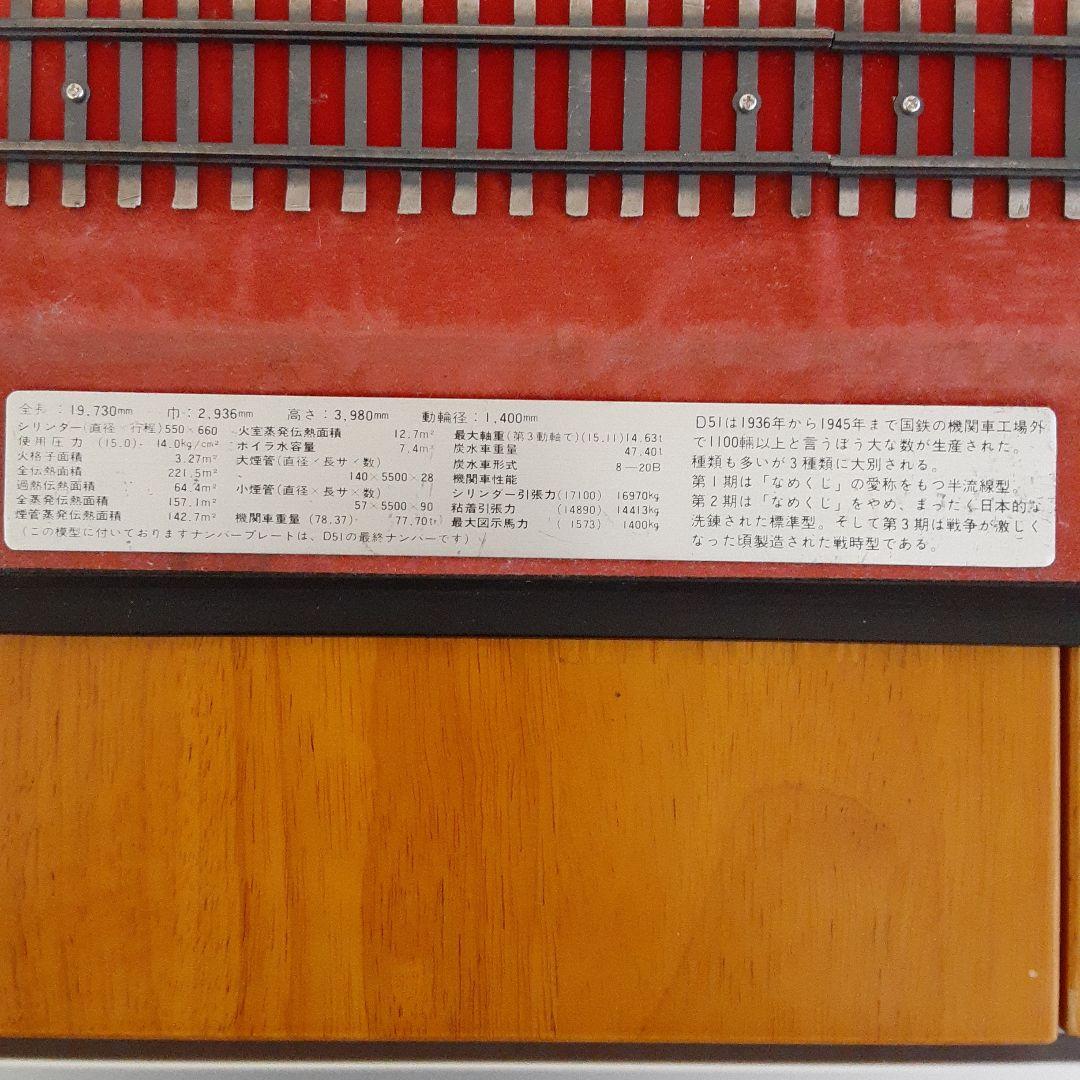 全長：19,730mm 巾：2,936mm 高さ：3,980mm 動輪径：1,400mm
シリンダー(直径×行程) 550×660
使用圧力 (15.0)- 14.0kg/cm²
火格子面積 3.27m²
全伝熱面積 221.5m²
過熱伝熱面積 64.4m²
全蒸発伝熱面積 157.1m²
煙管蒸発伝熱面積 142.7m²
(この模型に付いておりますナンバープレートは、D51の最終ナンバーです)
火室蒸発伝熱面積 12.7m²
ボイラ水容量 7.4m³
大煙管(直径×長サ×数)
140×5500×28
小煙管(直径×長サ×数)
57×5500×90
機関車重量 (78.37)- 77.70t
最大軸重(第3動軸て)(15.11)14.63t
炭水車重量 47.40t
炭水車形式 8—20B
機関車性能
シリンダー引張力(17100) 16970kg
粘着引張力 (14890) 14413kg
最大図示馬力 (1573) 1400kg
D51は1936年から1945年まで国鉄の機関車工場外
で1100輌以上と言うぼう大な数が生産された。
種類も多いが3種類に大別される。
第1期は「なめくじ」の愛称をもつ半流線型。
第2期は「なめくじ」をやめ、まったく日本的な
洗錬された標準型。そして第3期は戦争が激しく
なった頃製造された戦時型である。